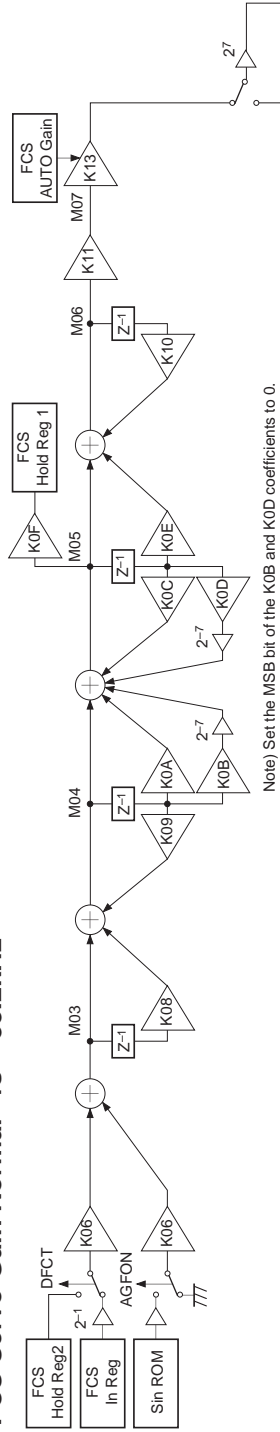 FCS Servo Gain Normal
FCS
Hold Reg2
DFCT
2–1
FCS
In Reg
K06
AGFON
Sin ROM
K06
M03
Z–1
K08
M04
Z–1
K09
K0A
K0B
2–7
K0F
FCS
Hold Reg 1
M05
Z–1
K0C
K0E
K0D
2–7
M06
Z–1
K10
K11
M07
FCS
AUTO Gain
K13
27
Note) Set the MSB bit of the K0B and K0D coefficients to 0.